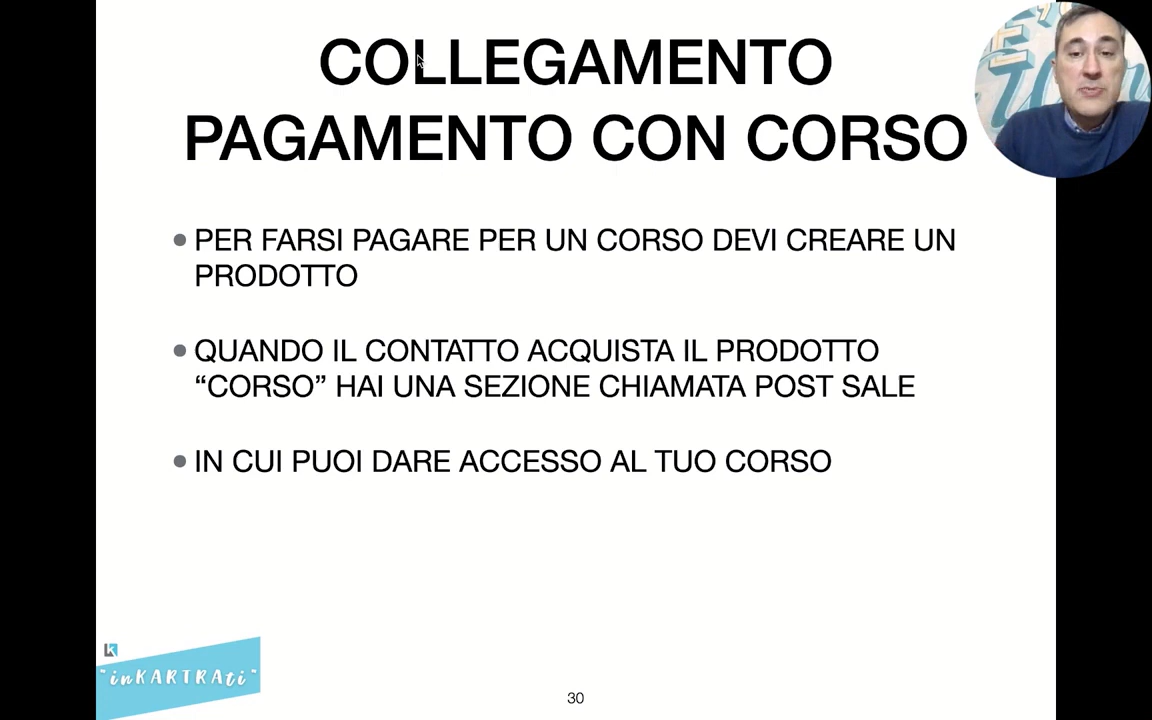 COLLEGAMENTO
PAGAMENTO CON CORSO
PER FARSI PAGARE PER UN CORSO DEVI CREARE UN
PRODOTTO
QUANDO IL CONTATTO ACQUISTA IL PRODOTTO
“CORSO” HAI UNA SEZIONE CHIAMATA POST SALE
IN CUI PUOI DARE ACCESSO AL TUO CORSO
k
"inKARTRAti"
30